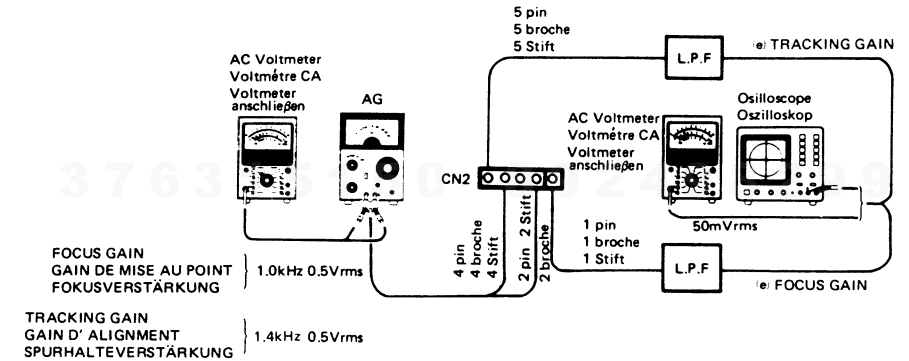 5 pin
5 broche
5 Stift
L.P.F
(e) TRACKING GAIN
AC Voltmeter
Voltmétre CA
Voltmeter
anschließen
AG
AC Voltmeter
Voltmétre CA
Voltmeter
anschließen
Osilloscope
Oszilloskop
CN2
50mVrms
4 pin
4 broche
4 Stift
2 pin 2 Stift
2 broche
1 pin
1 broche
1 Stift
L.P.F
(e) FOCUS GAIN
FOCUS GAIN
GAIN DE MISE AU POINT
FOKUSVERSTÄRKUNG
1.0kHz 0.5Vrms
TRACKING GAIN
GAIN D' ALIGNMENT
SPURHALTEVERSTÄRKUNG
1.4kHz 0.5Vrms